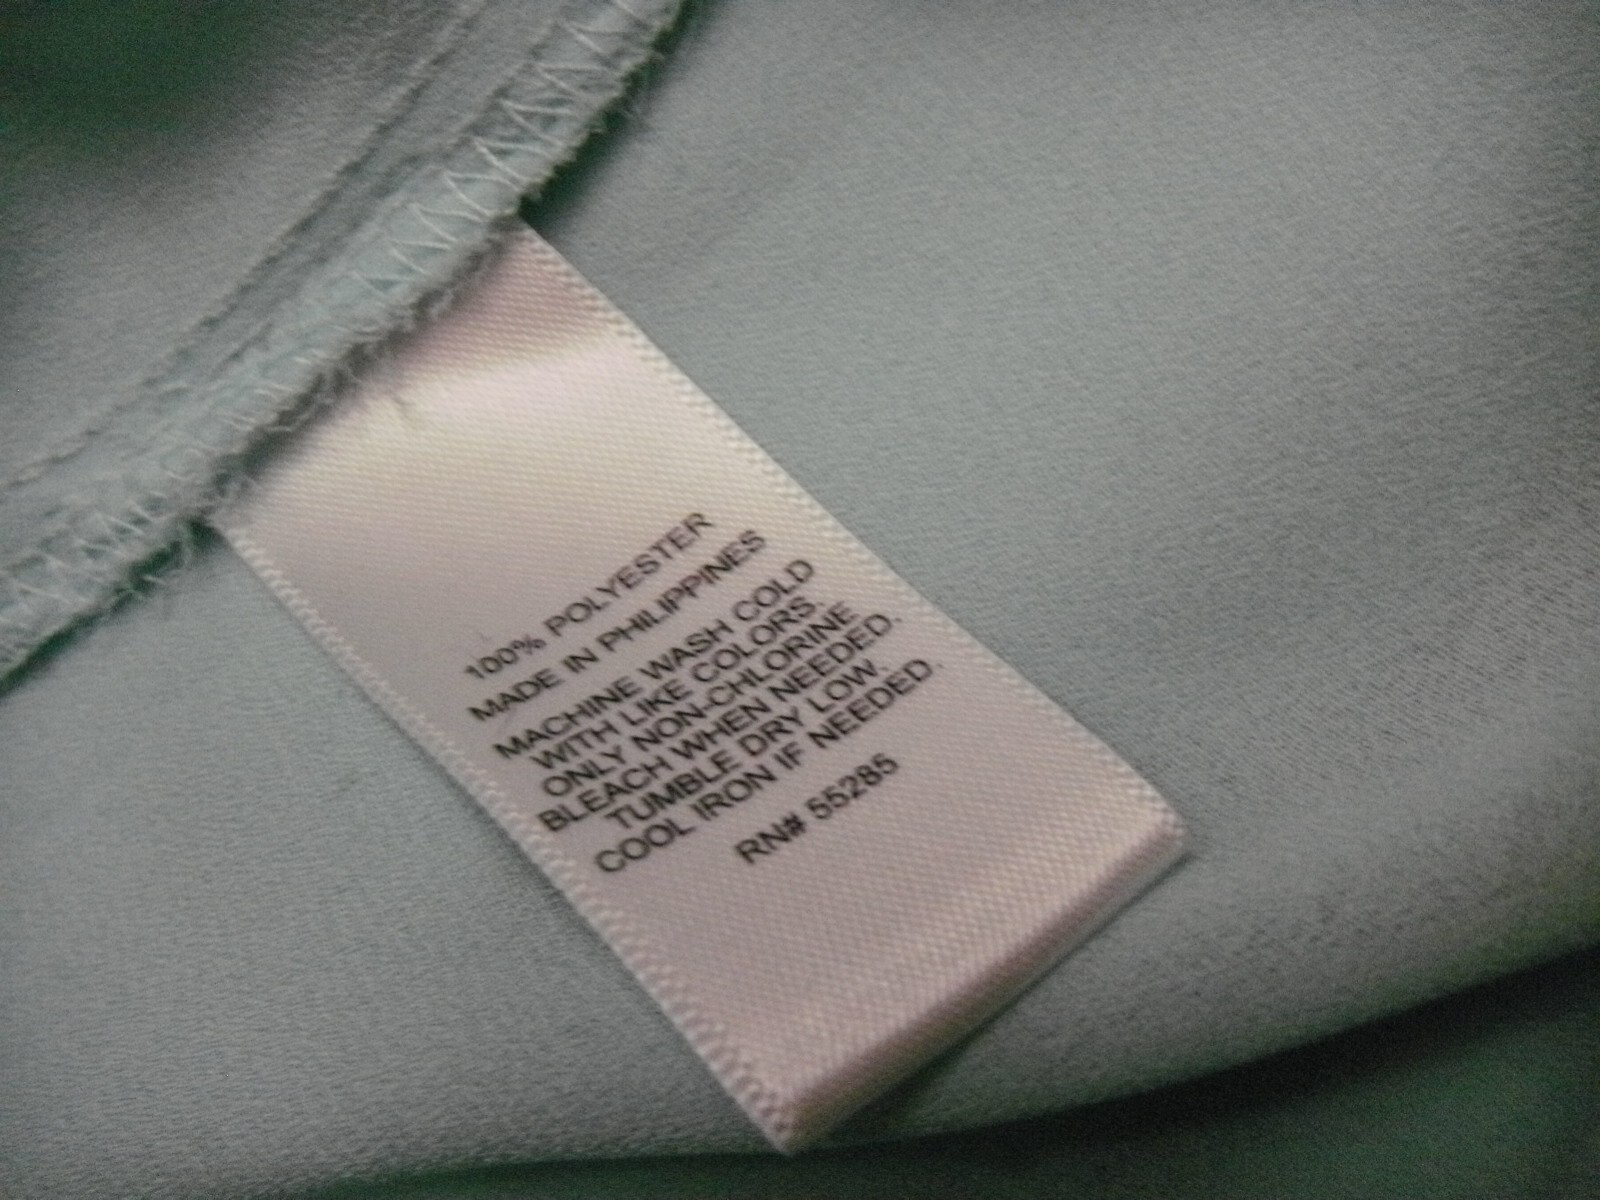 100% POLYESTER
MADE IN PHILIPPINES
MACHINE WASH COLD
WITH LIKE COLORS.
ONLY NON-CHLORINE
BLEACH WHEN NEEDED.
TUMBLE DRY LOW.
COOL IRON IF NEEDED.
RN# 55285